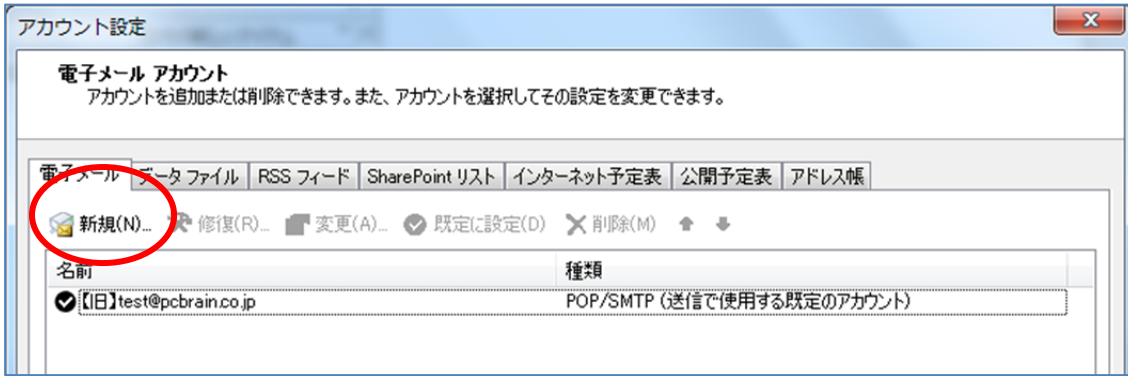 アカウント設定
電子メール アカウント
アカウントを追加または削除できます。また、アカウントを選択してその設定を変更できます。
電子メール データ ファイル RSS フィード SharePoint リスト インターネット予定表 公開予定表 アドレス帳
新規(N)... 修復(R)... 変更(A)... 既定に設定(D) 削除(M)
名前 種類
【旧】test@pcbrain.co.jp POP/SMTP (送信で使用する既定のアカウント)